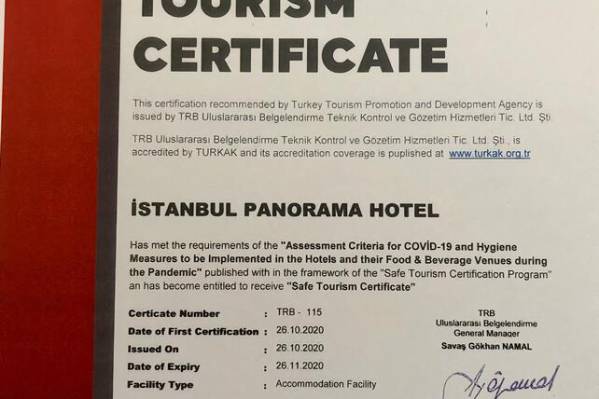 TOURISM
CERTIFICATE
This certification recommended by Turkey Tourism Promotion and Development Agency is
issued by TRB Uluslararası Belgelendirme Teknik Kontrol ve Gözetim Hizmetleri Tic. Ltd. Şti.
TRB Uluslararası Belgelendirme Teknik Kontrol ve Gözetim Hizmetleri Tic. Ltd. Şti., is
accredited by TURKAK and its accreditation coverage is puplished at www.turkak.org.tr
İSTANBUL PANORAMA HOTEL
Has met the requirements of the "Assessment Criteria for COVİD-19 and Hygiene
Measures to be Implemented in the Hotels and their Food & Beverage Venues during
the Pandemic" published with in the framework of the "Safe Tourism Certification Program"
an has become entitled to receive "Safe Tourism Certificate"
Certicate Number : TRB - 115
Date of First Certification : 26.10.2020
Issued On : 26.10.2020
Date of Expiry : 26.11.2020
Facility Type : Accommodation Facility
TRB
Uluslararası Belgelendirme
General Manager
Savaş Gökhan NAMAL